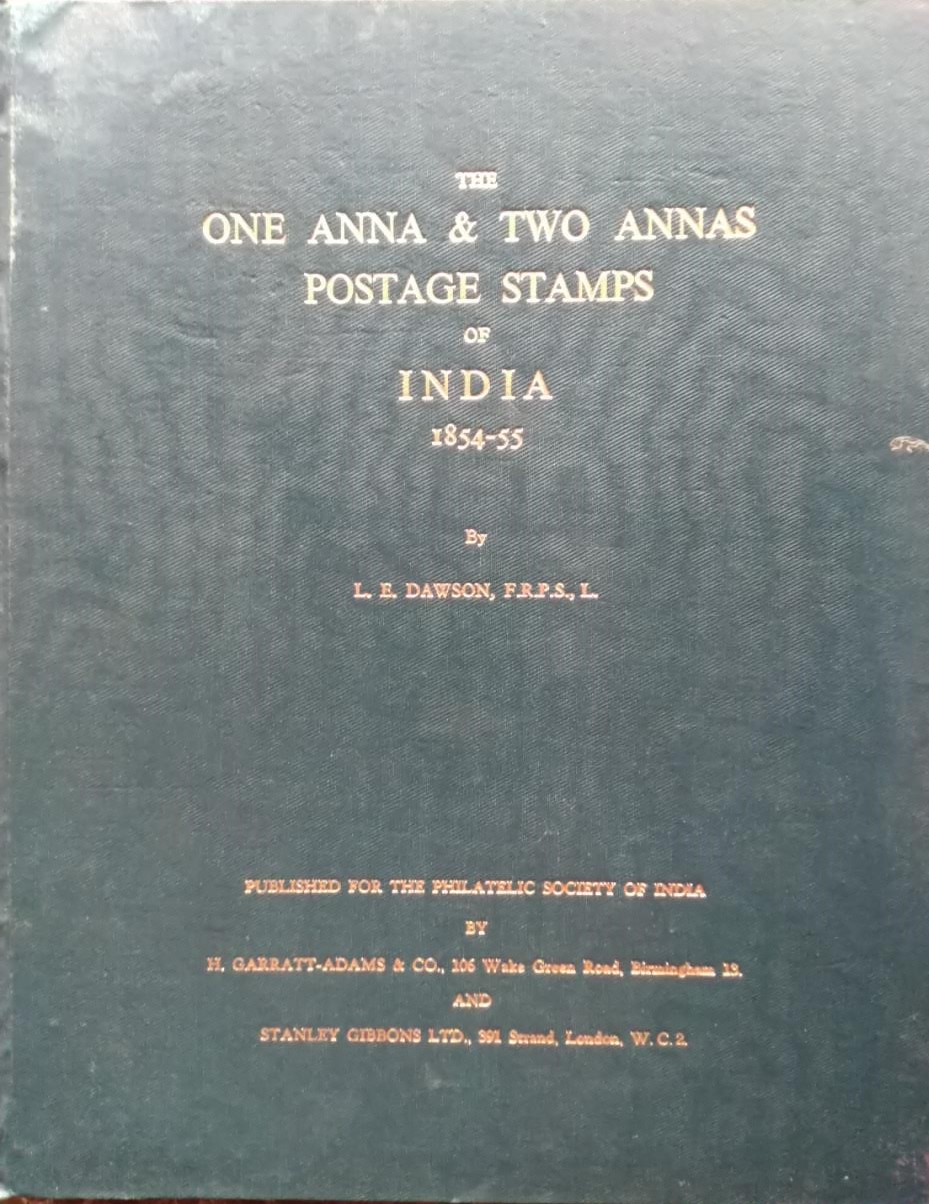 THE
ONE ANNA & TWO ANNAS
POSTAGE STAMPS
OF
INDIA
1854-55
By
L. E. DAWSON, F.R.P.S., L.
PUBLISHED FOR THE PHILATELIC SOCIETY OF INDIA
BY
H. GARRATT-ADAMS & CO., 106 Wake Green Road, Birmingham 13.
AND
STANLEY GIBBONS LTD., 391 Strand, London, W. C. 2.